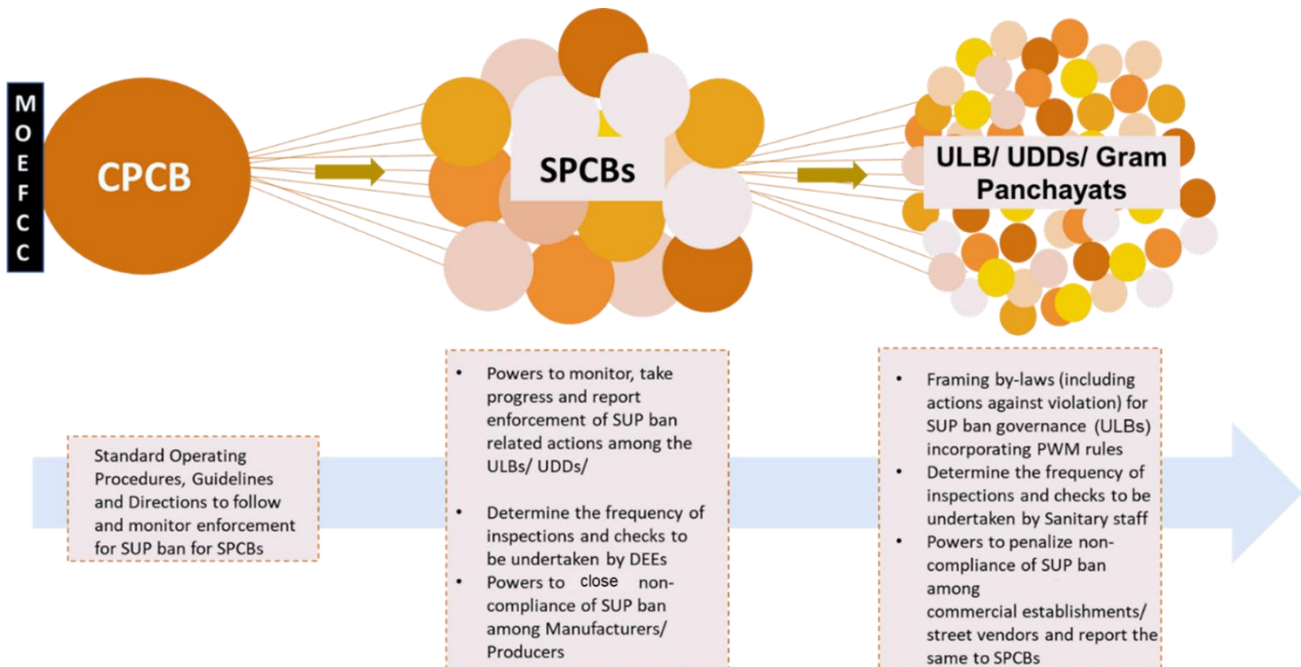 MOEFCC
CPCB
SPCBs
ULB/ UDDs/ Gram
Panchayats
Standard Operating
Procedures, Guidelines
and Directions to follow
and monitor enforcement
for SUP ban for SPCBs
• Powers to monitor, take
progress and report
enforcement of SUP ban
related actions among the
ULBs/ UDDs/
• Determine the frequency of
inspections and checks to
be undertaken by DEEs
• Powers to close non-
compliance of SUP ban
among Manufacturers/
Producers
• Framing by-laws (including
actions against violation) for
SUP ban governance (ULBs)
incorporating PWM rules
• Determine the frequency of
inspections and checks to be
undertaken by Sanitary staff
• Powers to penalize non-
compliance of SUP ban
among
commercial establishments/
street vendors and report the
same to SPCBs